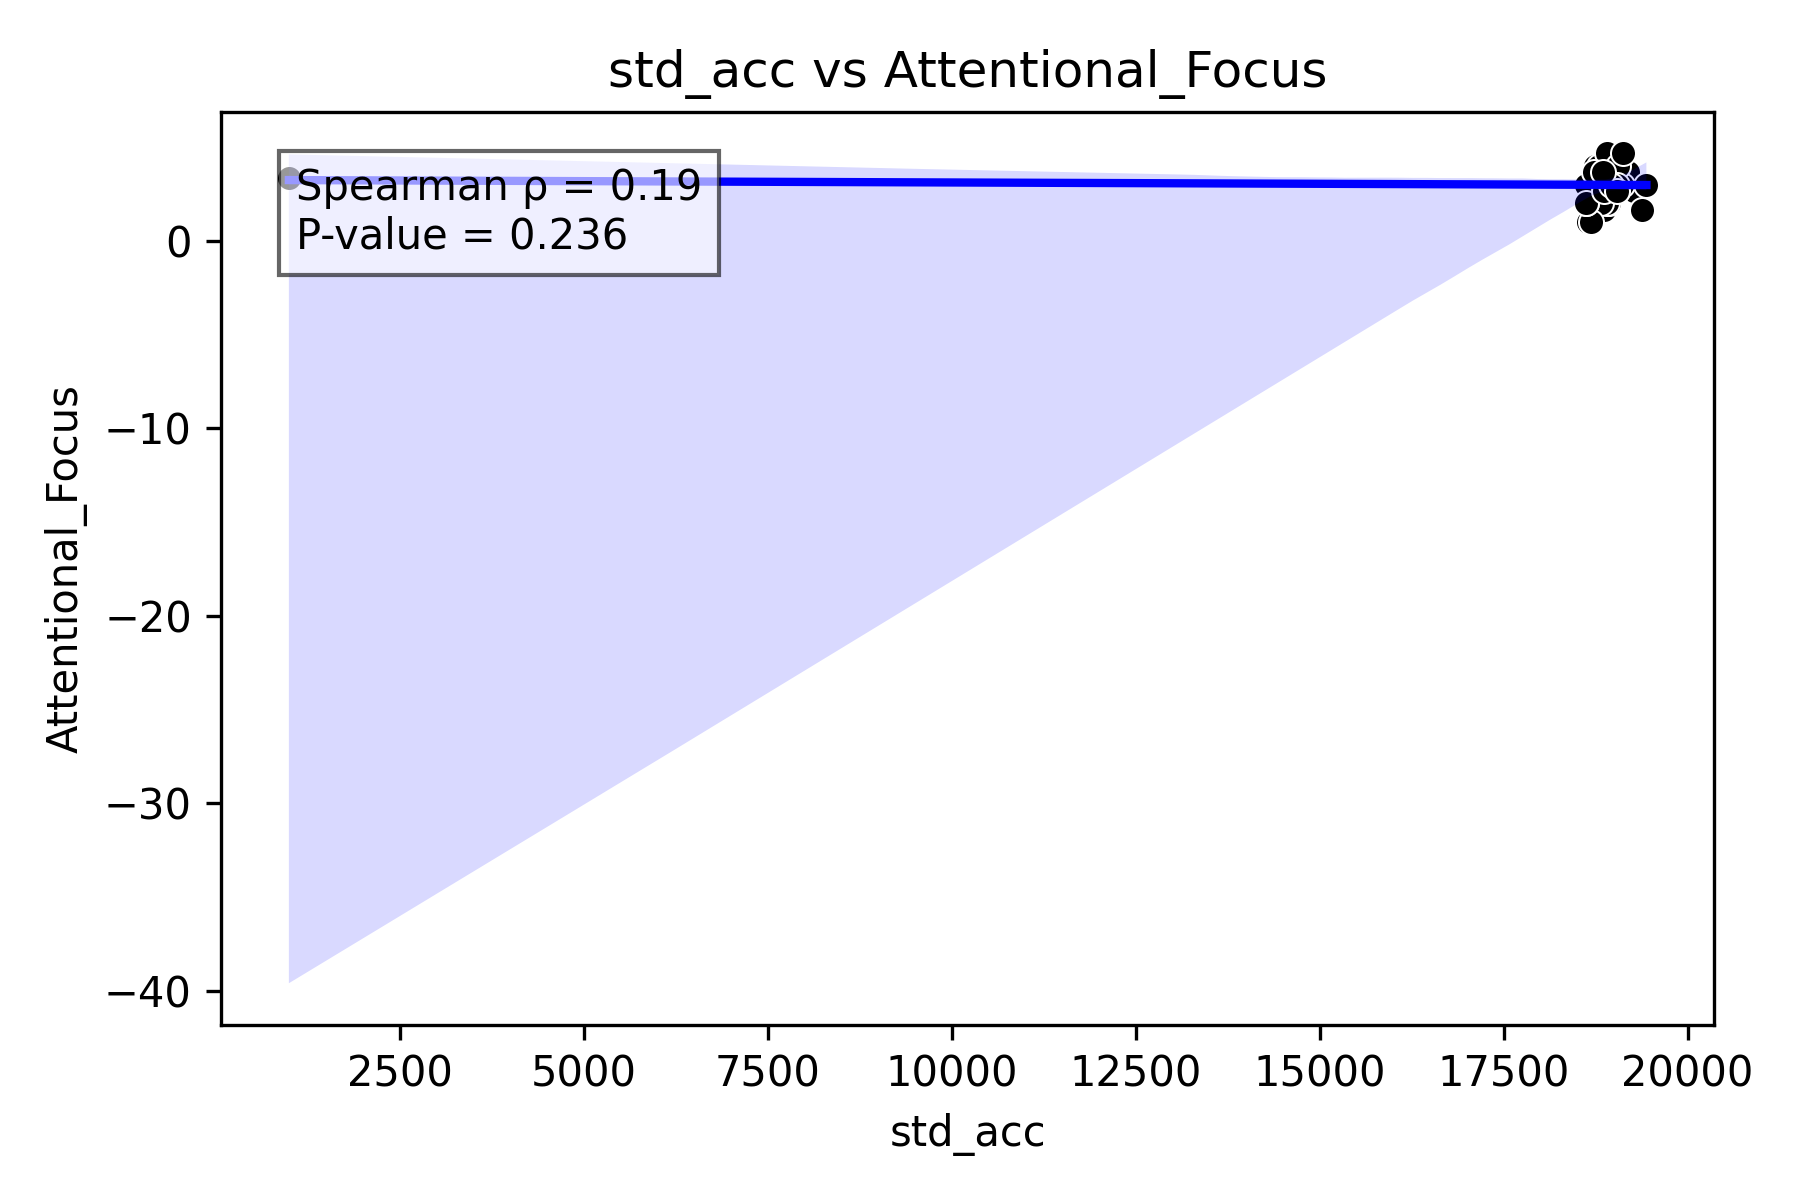 std_acc vs Attentional_Focus
Spearman ρ = 0.19
P-value = 0.236
Attentional_Focus
0
−10
−20
−30
−40
2500 5000 7500 10000 12500 15000 17500 20000
std_acc